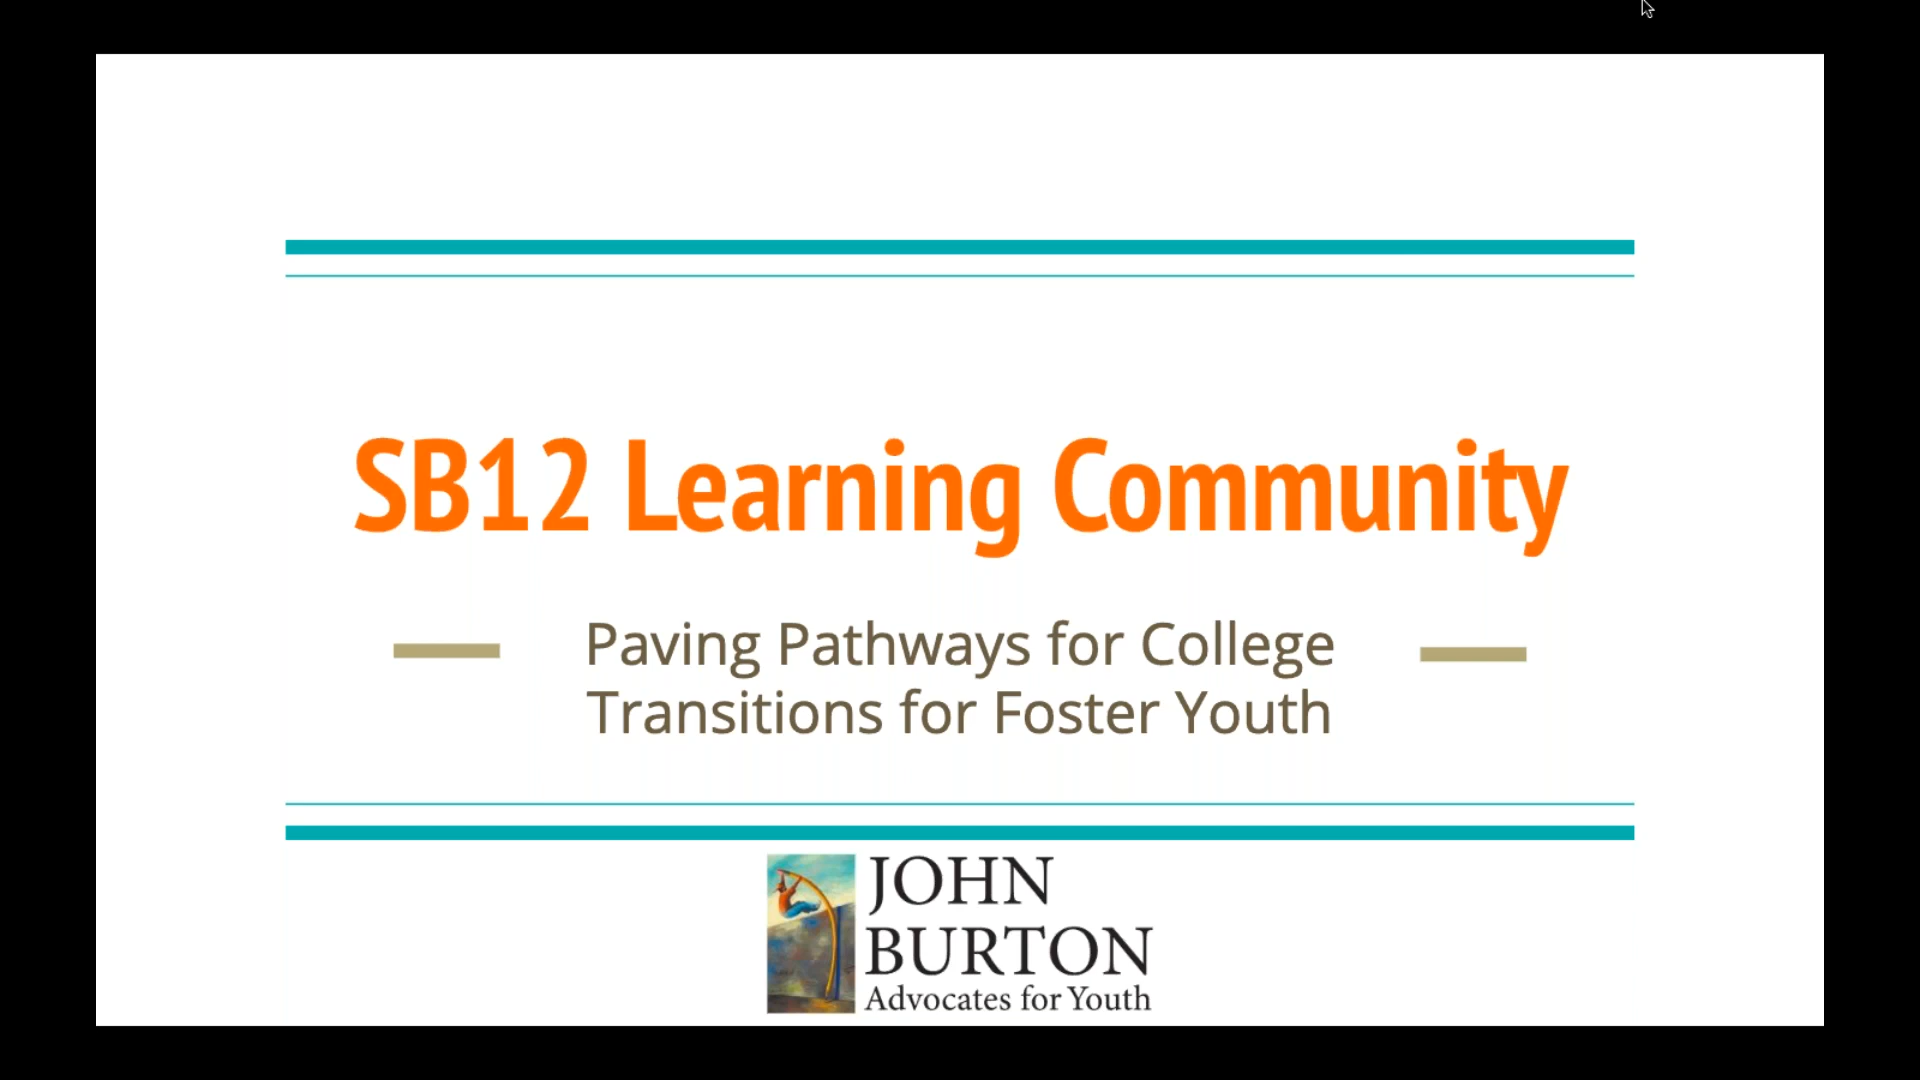 SB12 Learning Community
Paving Pathways for College
Transitions for Foster Youth
JOHN
BURTON
Advocates for Youth